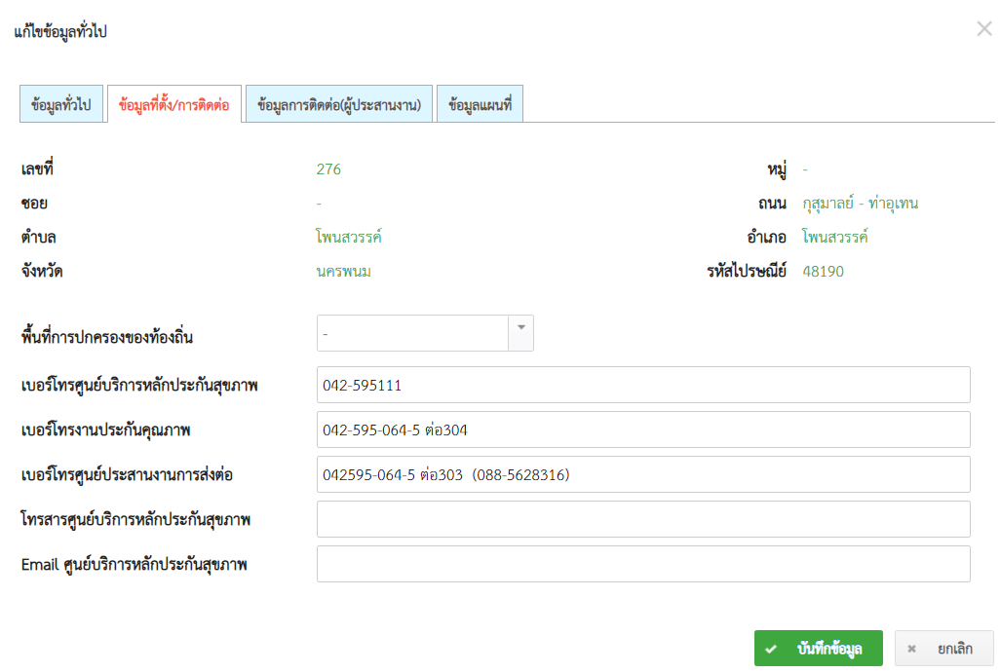 แก้ไขข้อมูลทั่วไป
ข้อมูลทั่วไป ข้อมูลที่ตั้ง/การติดต่อ ข้อมูลการติดต่อ(ผู้ประสานงาน) ข้อมูลแผนที่
เลขที่ 276 หมู่ -
ซอย - ถนน กุสุมาลย์ - ท่าอุเทน
ตำบล โพนสวรรค์ อำเภอ โพนสวรรค์
จังหวัด นครพนม รหัสไปรษณีย์ 48190
พื้นที่การปกครองของท้องถิ่น -
เบอร์โทรศูนย์บริการหลักประกันสุขภาพ 042-595111
เบอร์โทรงานประกันคุณภาพ 042-595-064-5 ต่อ304
เบอร์โทรศูนย์ประสานงานการส่งต่อ 042595-064-5 ต่อ303 (088-5628316)
โทรสารศูนย์บริการหลักประกันสุขภาพ
Email ศูนย์บริการหลักประกันสุขภาพ
บันทึกข้อมูล ยกเลิก